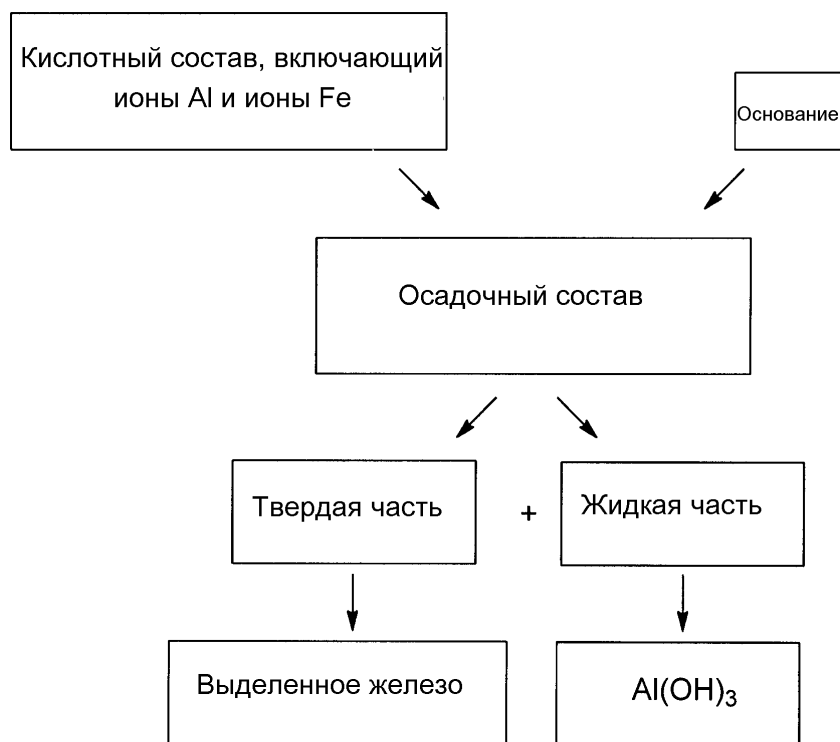 Кислотный состав, включающий
ионы Al и ионы Fe
Основание
Осадочный состав
Твердая часть
+
Жидкая часть
Выделенное железо
Al(OH)₃